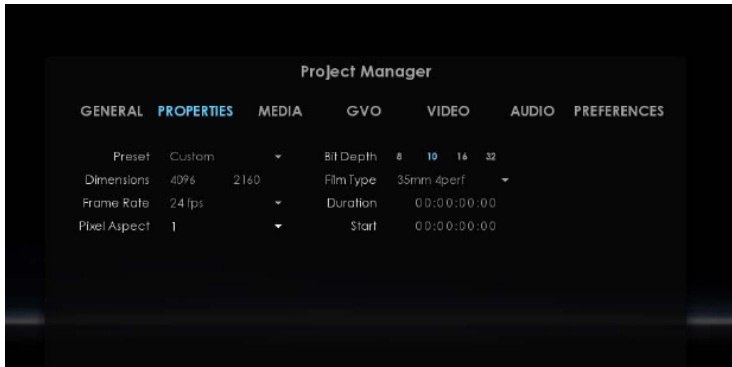 Project Manager
GENERAL PROPERTIES MEDIA GVO VIDEO AUDIO PREFERENCES
Preset Custom Bit Depth 8 10 16 32
Dimensions 4096 2160 Film Type 35mm 4perf
Frame Rate 24 fps Duration 00:00:00:00
Pixel Aspect 1 Start 00:00:00:00